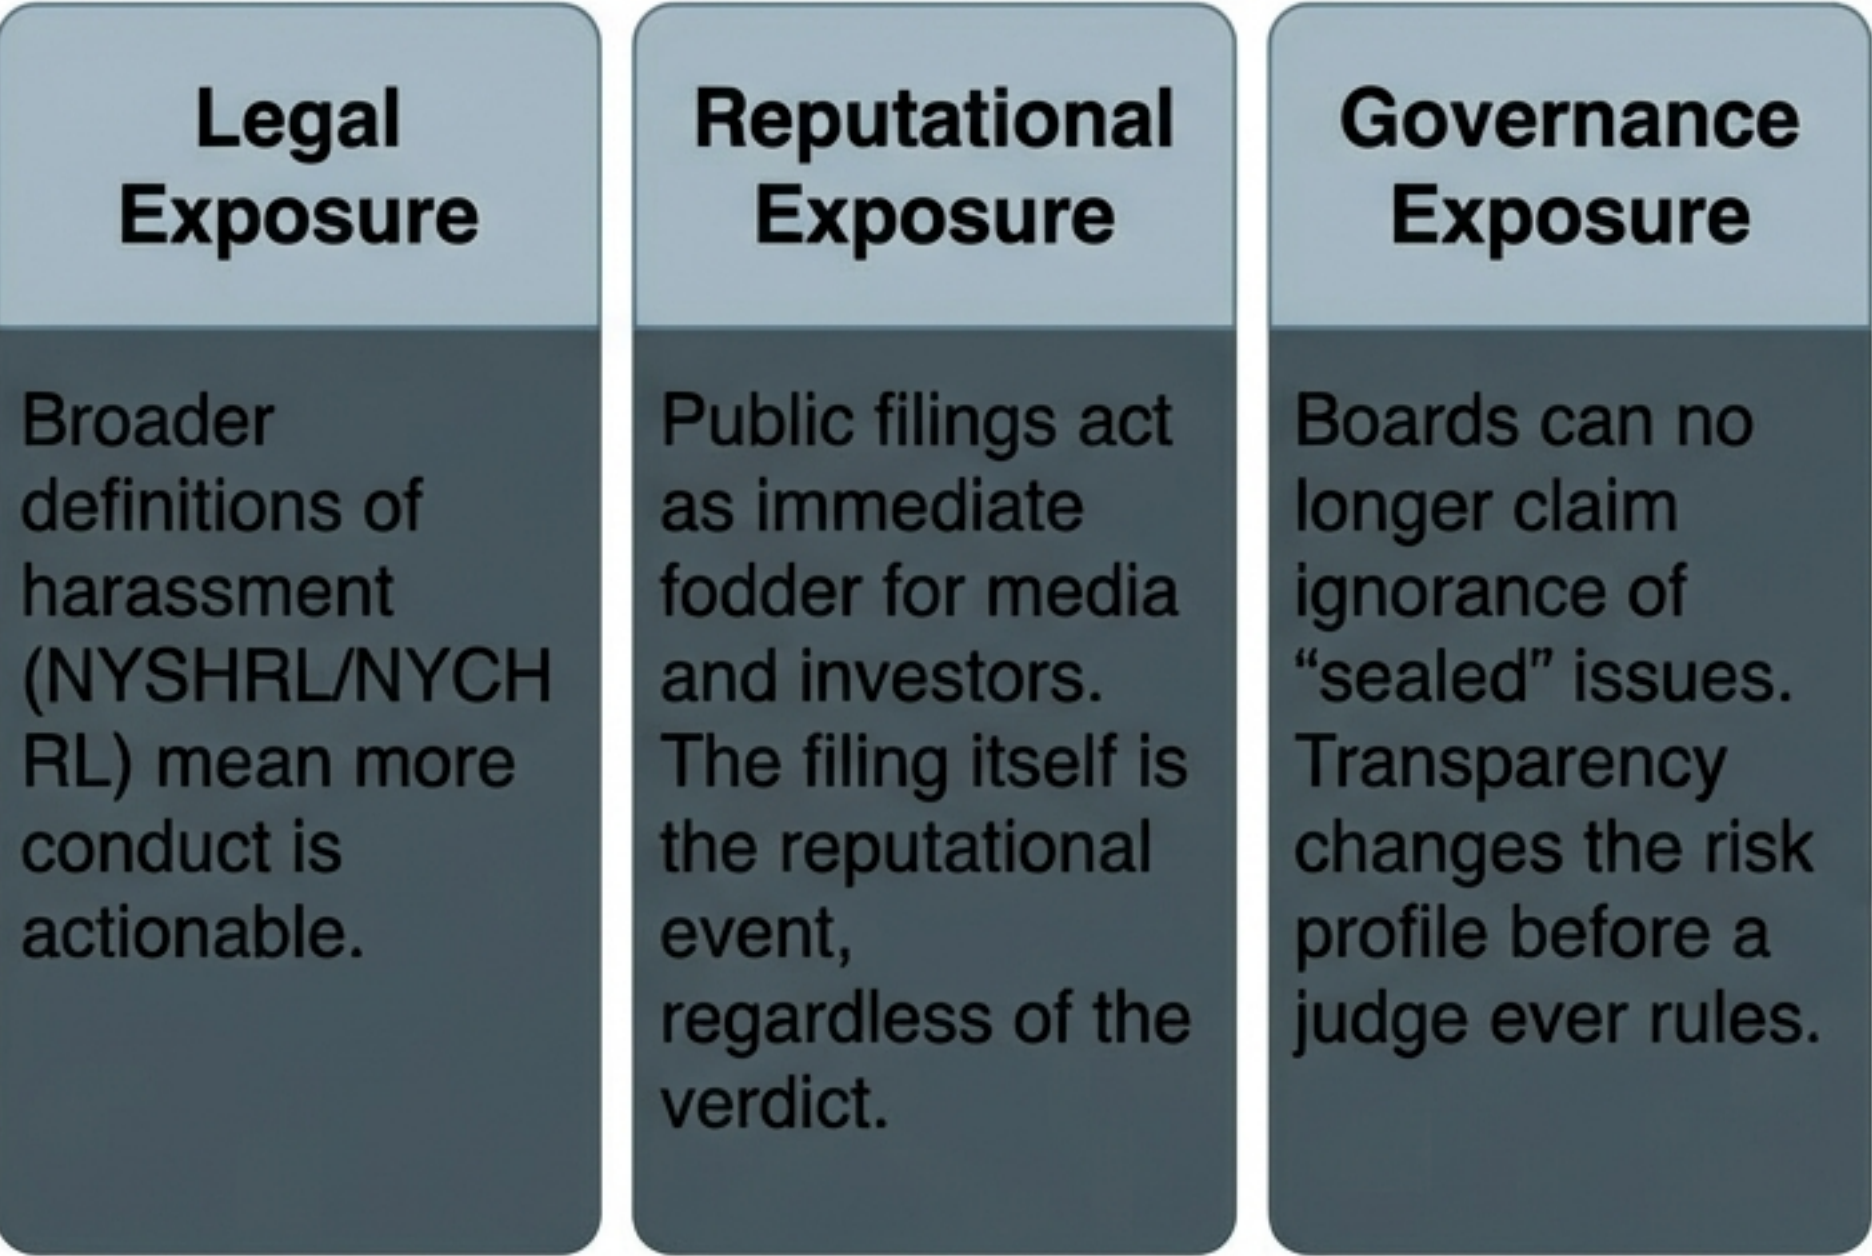 Legal
Exposure
Broader
definitions of
harassment
(NYSHRL/NYCH
RL) mean more
conduct is
actionable.
Reputational
Exposure
Public filings act
as immediate
fodder for media
and investors.
The filing itself is
the reputational
event,
regardless of the
verdict.
Governance
Exposure
Boards can no
longer claim
ignorance of
“sealed” issues.
Transparency
changes the risk
profile before a
judge ever rules.